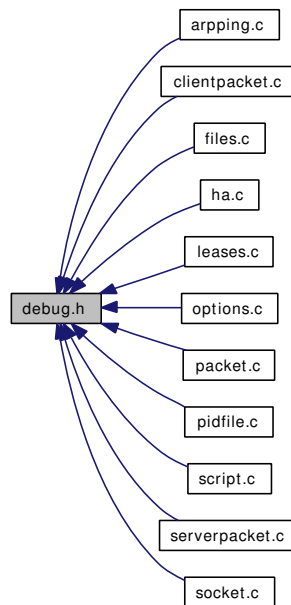 arpping.c
clientpacket.c
files.c
ha.c
leases.c
debug.h
options.c
packet.c
pidfile.c
script.c
serverpacket.c
socket.c